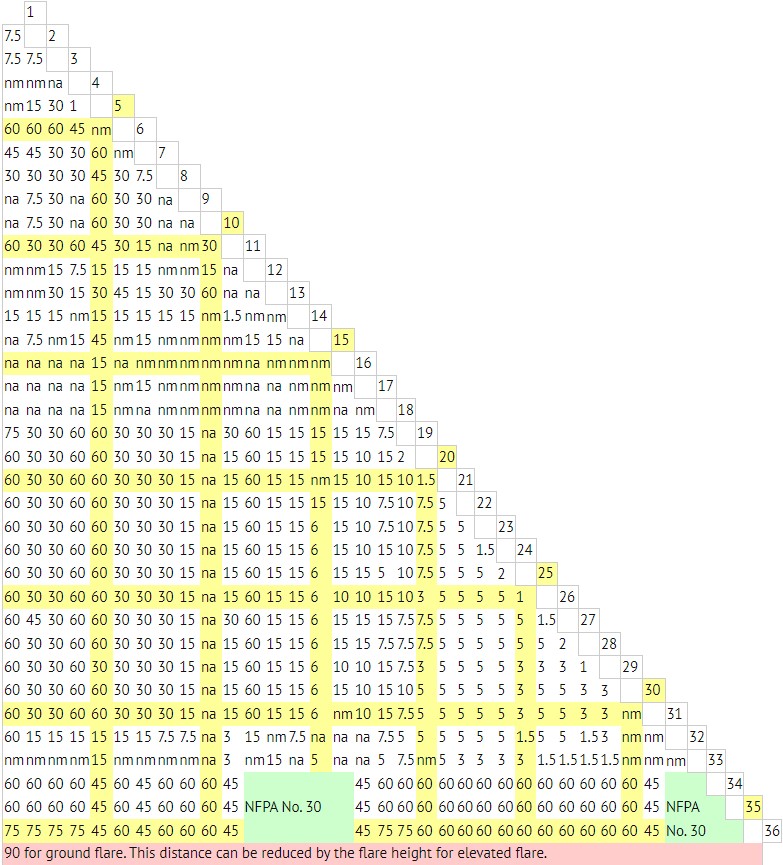 1
7.5 2
7.5 7.5 3
nm nm na 4
nm 15 30 1 5
60 60 60 45 nm 6
45 45 30 30 60 nm 7
30 30 30 30 45 30 7.5 8
na 7.5 30 na 60 30 30 na 9
na 7.5 30 na 60 30 30 na na 10
60 30 30 60 45 30 15 na nm 30 11
nm nm 15 7.5 15 15 15 nm nm 15 na 12
nm nm 30 15 30 45 15 30 30 60 na na 13
15 15 15 nm 15 15 15 15 15 nm 1.5 nm nm 14
na 7.5 nm 15 45 nm 15 nm nm nm nm 15 15 na 15
na na na na 15 na nm nm nm nm nm na nm nm nm 16
na na na na 15 nm 15 nm nm nm nm na na nm nm nm 17
na na na na 15 nm nm nm nm nm nm na na nm nm na nm 18
75 30 30 60 60 30 30 30 15 na 30 60 15 15 15 15 15 7.5 19
60 30 30 60 60 30 30 30 15 na 15 60 15 15 15 15 10 15 2 20
60 30 30 60 60 30 30 30 15 na 15 60 15 15 nm 15 10 15 10 1.5 21
60 30 30 60 60 30 30 30 15 na 15 60 15 15 15 15 10 7.5 10 7.5 5 22
60 30 30 60 60 30 30 30 15 na 15 60 15 15 6 15 10 7.5 10 7.5 5 5 23
60 30 30 60 60 30 30 30 15 na 15 60 15 15 6 15 10 15 10 7.5 5 5 1.5 24
60 30 30 60 60 30 30 30 15 na 15 60 15 15 6 15 15 5 10 7.5 5 5 5 2 25
60 30 30 60 60 30 30 30 15 na 15 60 15 15 6 10 10 15 10 3 5 5 5 5 1 26
60 45 30 60 60 30 30 30 15 na 30 60 15 15 6 15 15 15 7.5 7.5 5 5 5 5 5 1.5 27
60 30 30 60 60 30 30 30 15 na 15 60 15 15 6 15 15 7.5 7.5 7.5 5 5 5 5 5 5 2 28
60 30 30 60 30 30 30 30 15 na 15 60 15 15 6 10 10 15 7.5 3 5 5 5 5 3 3 3 1 29
60 30 30 60 60 30 30 30 15 na 15 60 15 15 6 15 10 15 10 5 5 5 5 5 3 5 5 3 3 30
60 30 30 60 60 30 30 30 15 na 15 60 15 15 6 nm 10 15 7.5 5 5 5 5 5 3 5 5 3 3 nm 31
60 15 15 15 15 15 15 7.5 7.5 na 3 15 nm 7.5 na na na 7.5 5 5 5 5 5 5 1.5 5 5 1.5 3 nm nm 32
nm nm nm nm 15 nm nm nm nm na 3 nm 15 na 5 na 5 7.5 nm 5 3 3 3 3 1.5 1.5 1.5 1.5 nm nm nm 33
60 60 60 60 45 60 45 60 60 60 45 45 60 60 60 60 60 60 60 60 60 60 60 60 60 45 34
60 60 60 60 45 60 45 60 60 60 45 NFPA No. 30 45 60 60 60 60 60 60 60 60 60 60 60 60 60 45 NFPA 35
75 75 75 75 45 60 45 60 60 60 45 45 75 75 60 60 60 60 60 60 60 60 60 60 60 45 No. 30 36
90 for ground flare. This distance can be reduced by the flare height for elevated flare.